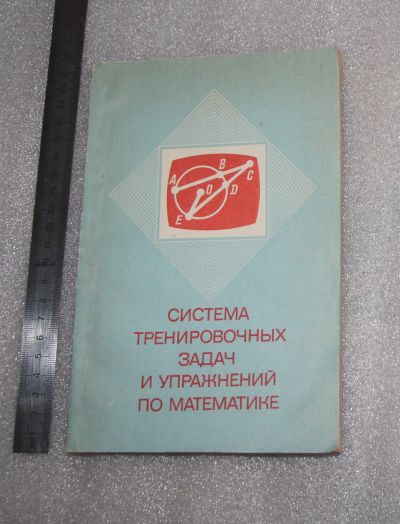 A
B
C
O
D
E
СИСТЕМА
ТРЕНИРОВОЧНЫХ
ЗАДАЧ
И УПРАЖНЕНИЙ
ПО МАТЕМАТИКЕ